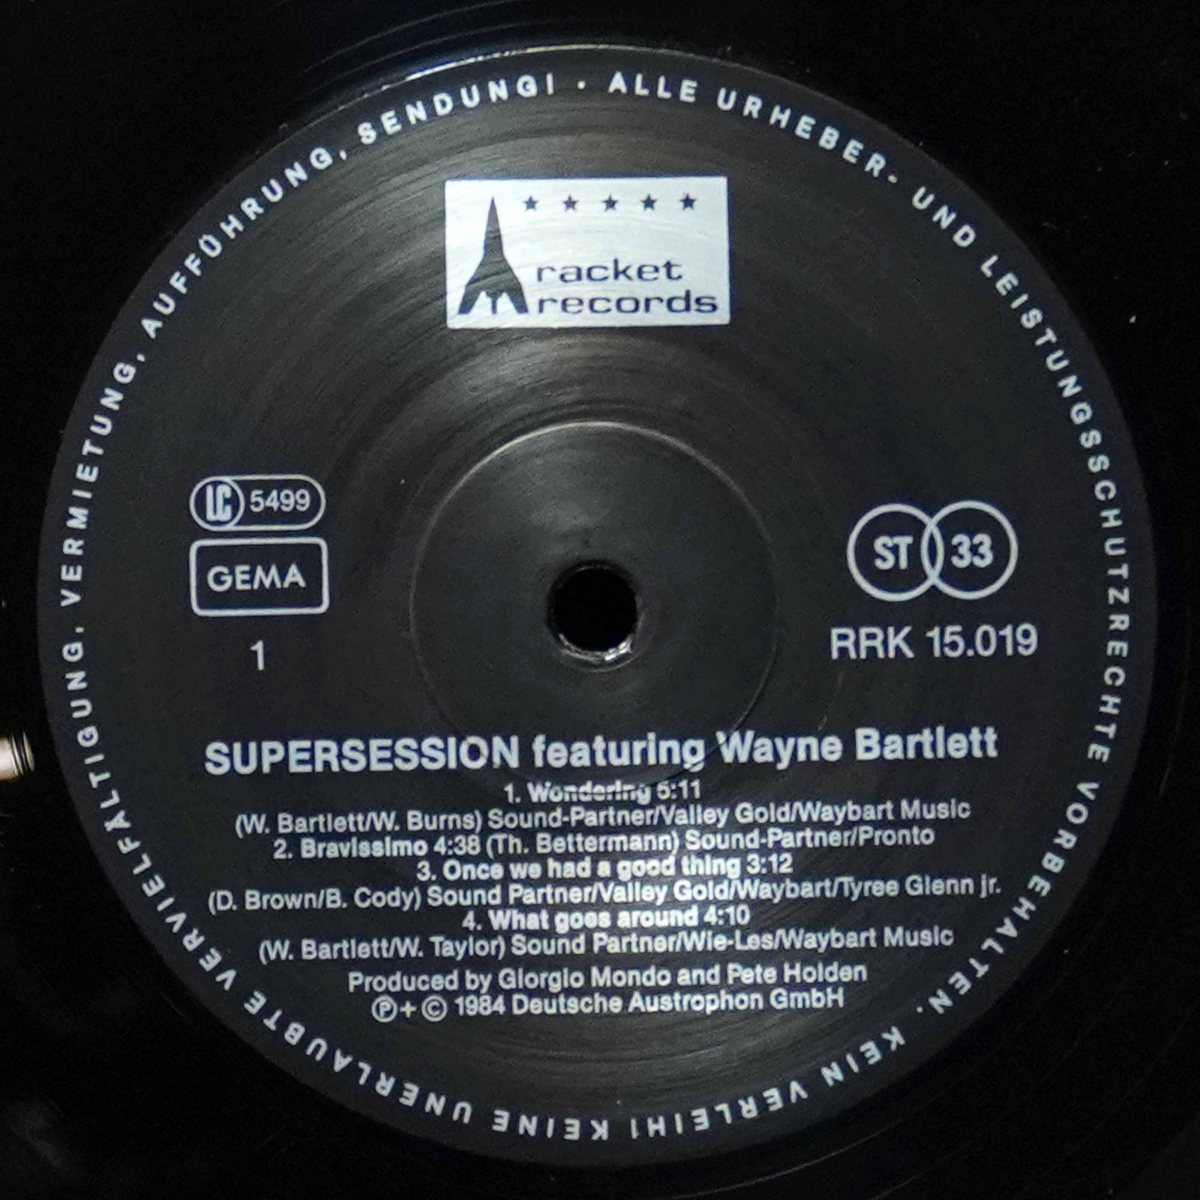 ALLE URHEBER- UND LEISTUNGSSCHUTZRECHTE VORBEHALTEN. KEIN VERLEIH! KEINE UNERLAUBTE VERVIELFÄLTIGUNG, VERMIETUNG, AUFFÜHRUNG, SENDUNG! ·
racket
records
LC 5499
GEMA
1
ST 33
RRK 15.019
SUPERSESSION featuring Wayne Bartlett
1. Wondering 5:11
(W. Bartlett/W. Burns) Sound-Partner/Valley Gold/Waybart Music
2. Bravissimo 4:38 (Th. Bettermann) Sound-Partner/Pronto
3. Once we had a good thing 3:12
(D. Brown/B. Cody) Sound Partner/Valley Gold/Waybart/Tyree Glenn jr.
4. What goes around 4:10
(W. Bartlett/W. Taylor) Sound Partner/Wie-Les/Waybart Music
Produced by Giorgio Mondo and Pete Holden
Ⓟ+© 1984 Deutsche Austrophon GmbH